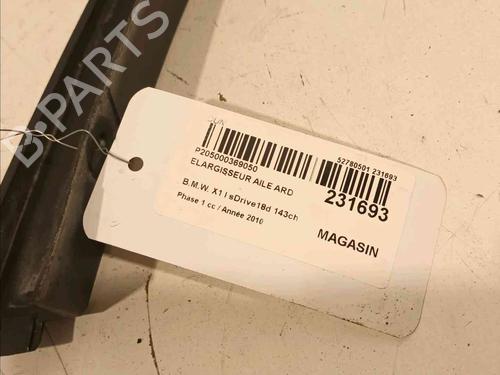 B-PARTS
P205000369050
52780501 231693
ELARGISSEUR AILE ARD
231693
B.M.W. X1 I sDrive18d 143ch
Phase 1 cc / Année 2010
MAGASIN